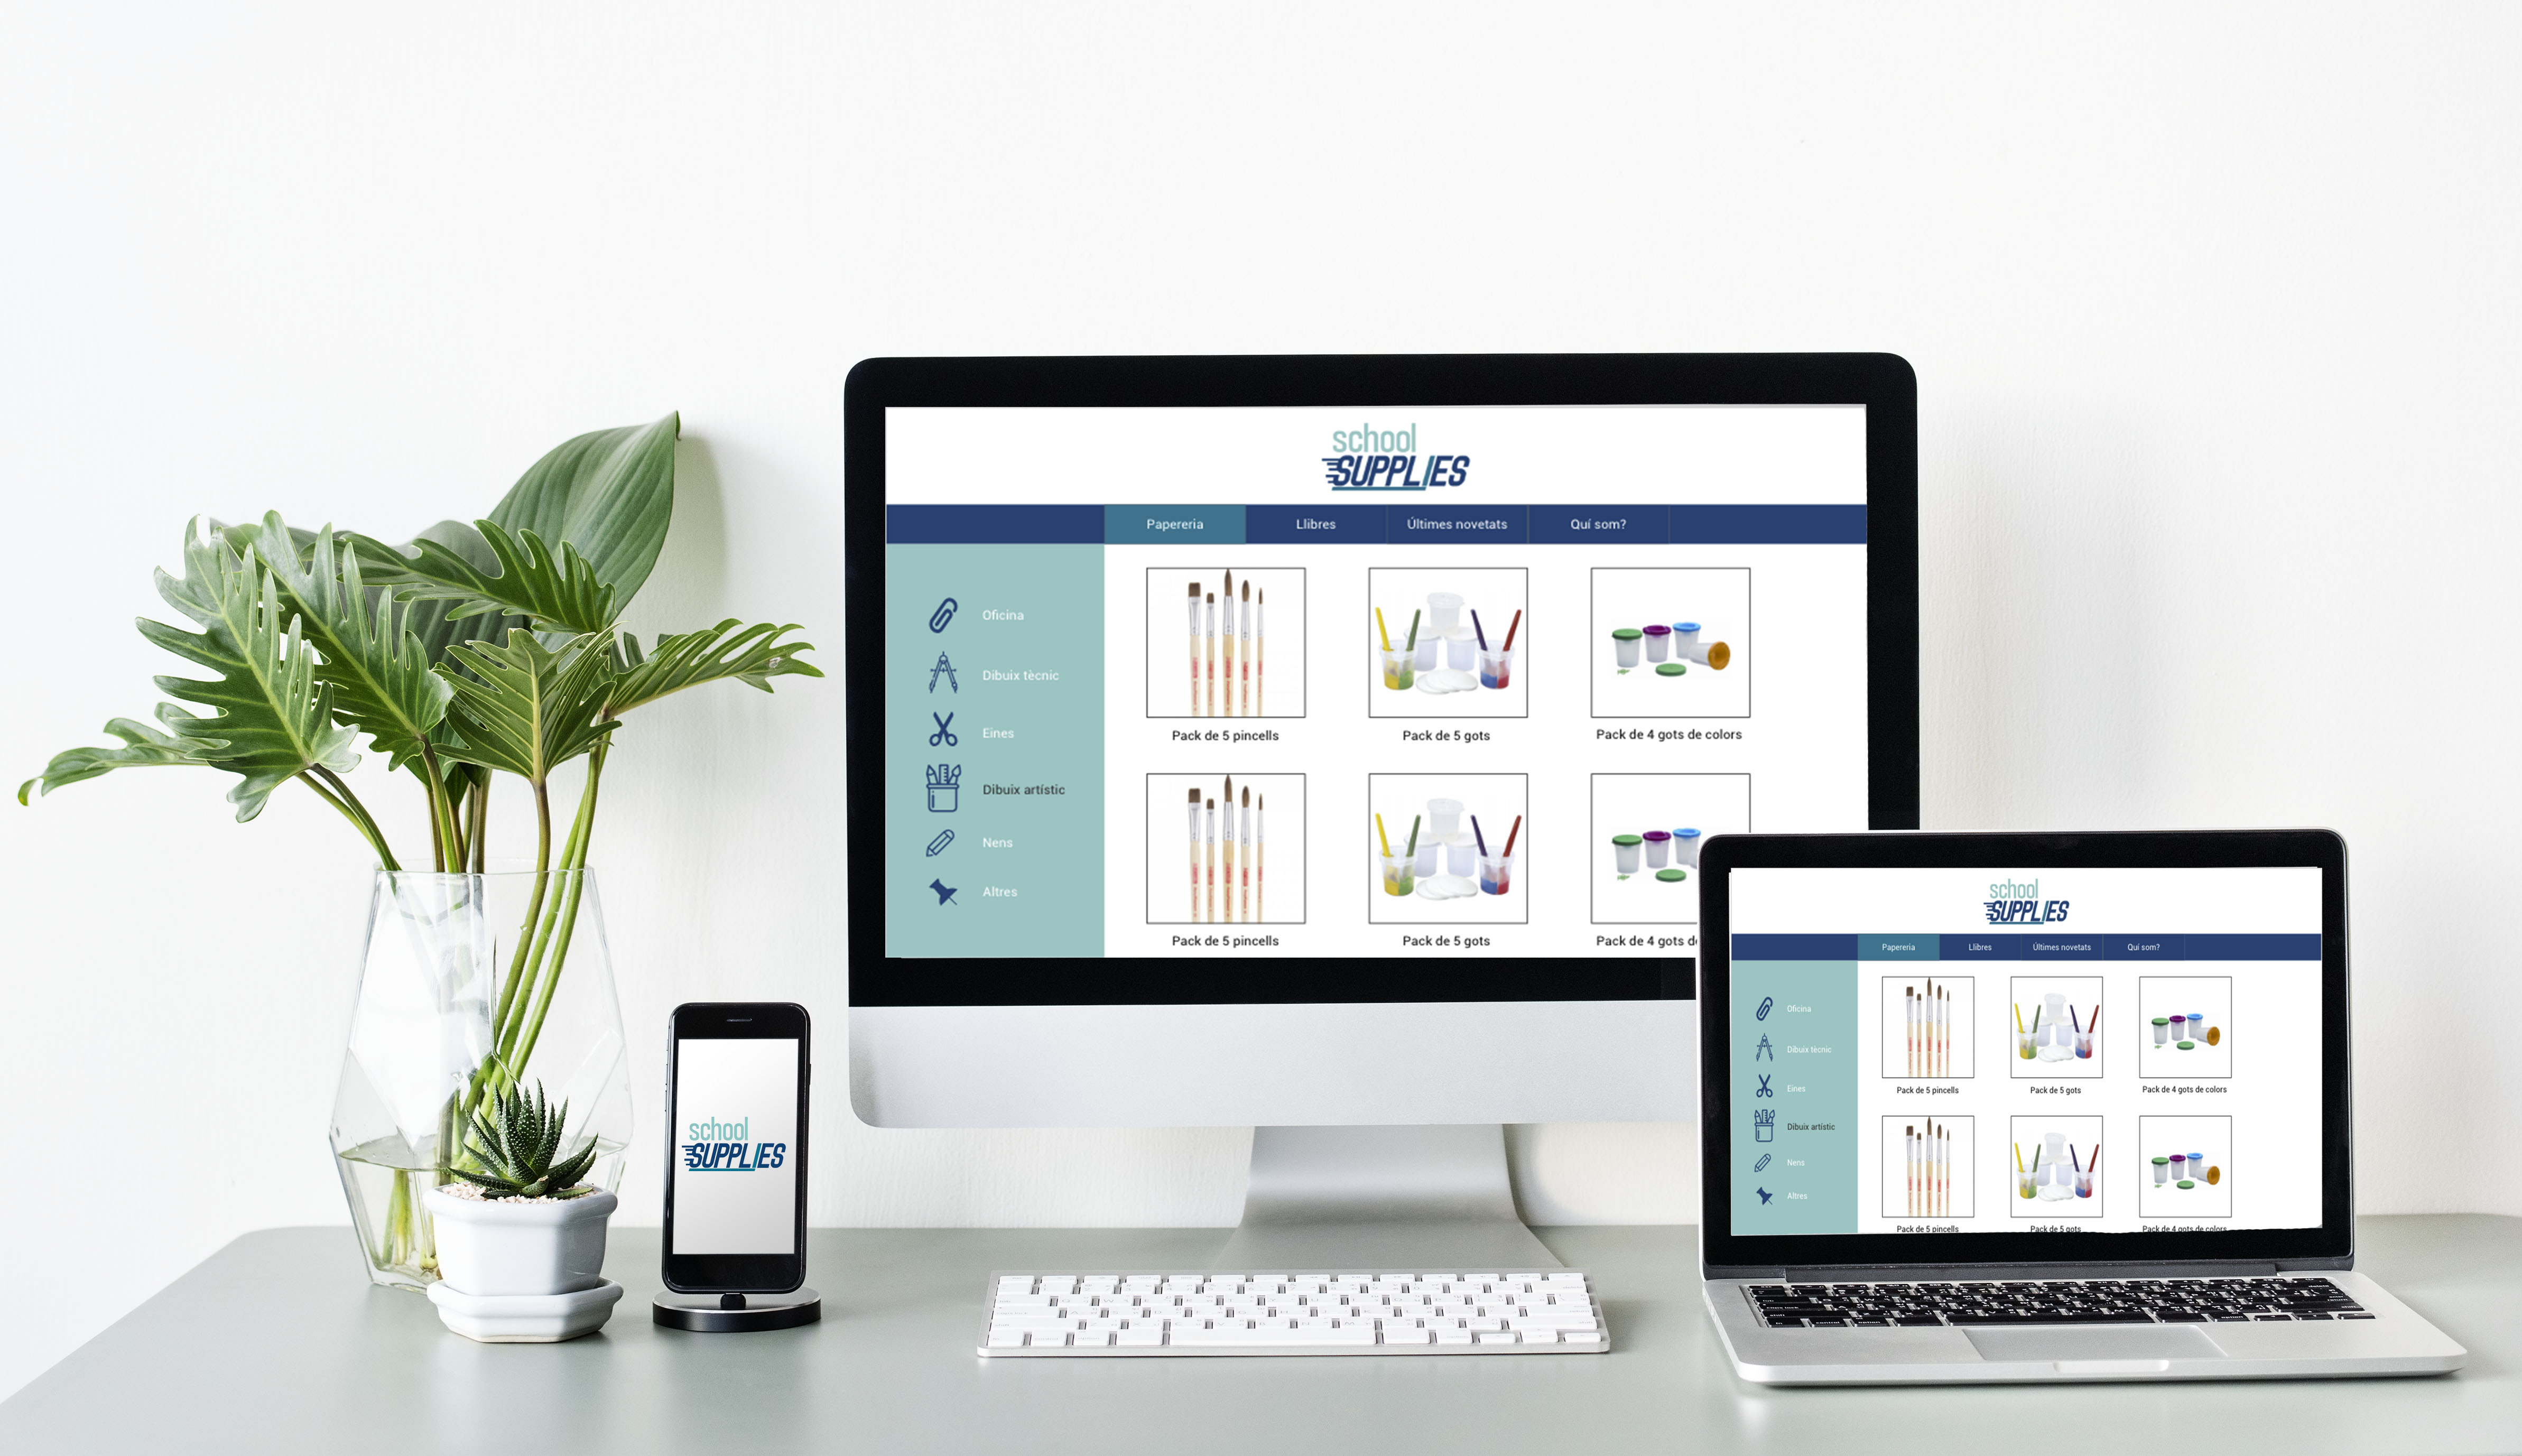 school
SUPPLIES
Papereria
Llibres
Últimes novetats
Quí som?
Oficina
Dibuix tècnic
Eines
Dibuix artístic
Nens
Altres
Pack de 5 pincells
Pack de 5 gots
Pack de 4 gots de colors
Pack de 5 pincells
Pack de 5 gots
Pack de 4 gots d
school
SUPPLIES
school
SUPPLIES
Papereria
Llibres
Últimes novetats
Quí som?
Oficina
Dibuix tècnic
Eines
Dibuix artístic
Nens
Altres
Pack de 5 pincells
Pack de 5 gots
Pack de 4 gots de colors
Pack de 5 pincells
Pack de 5 gots
Pack de 4 gots de colors